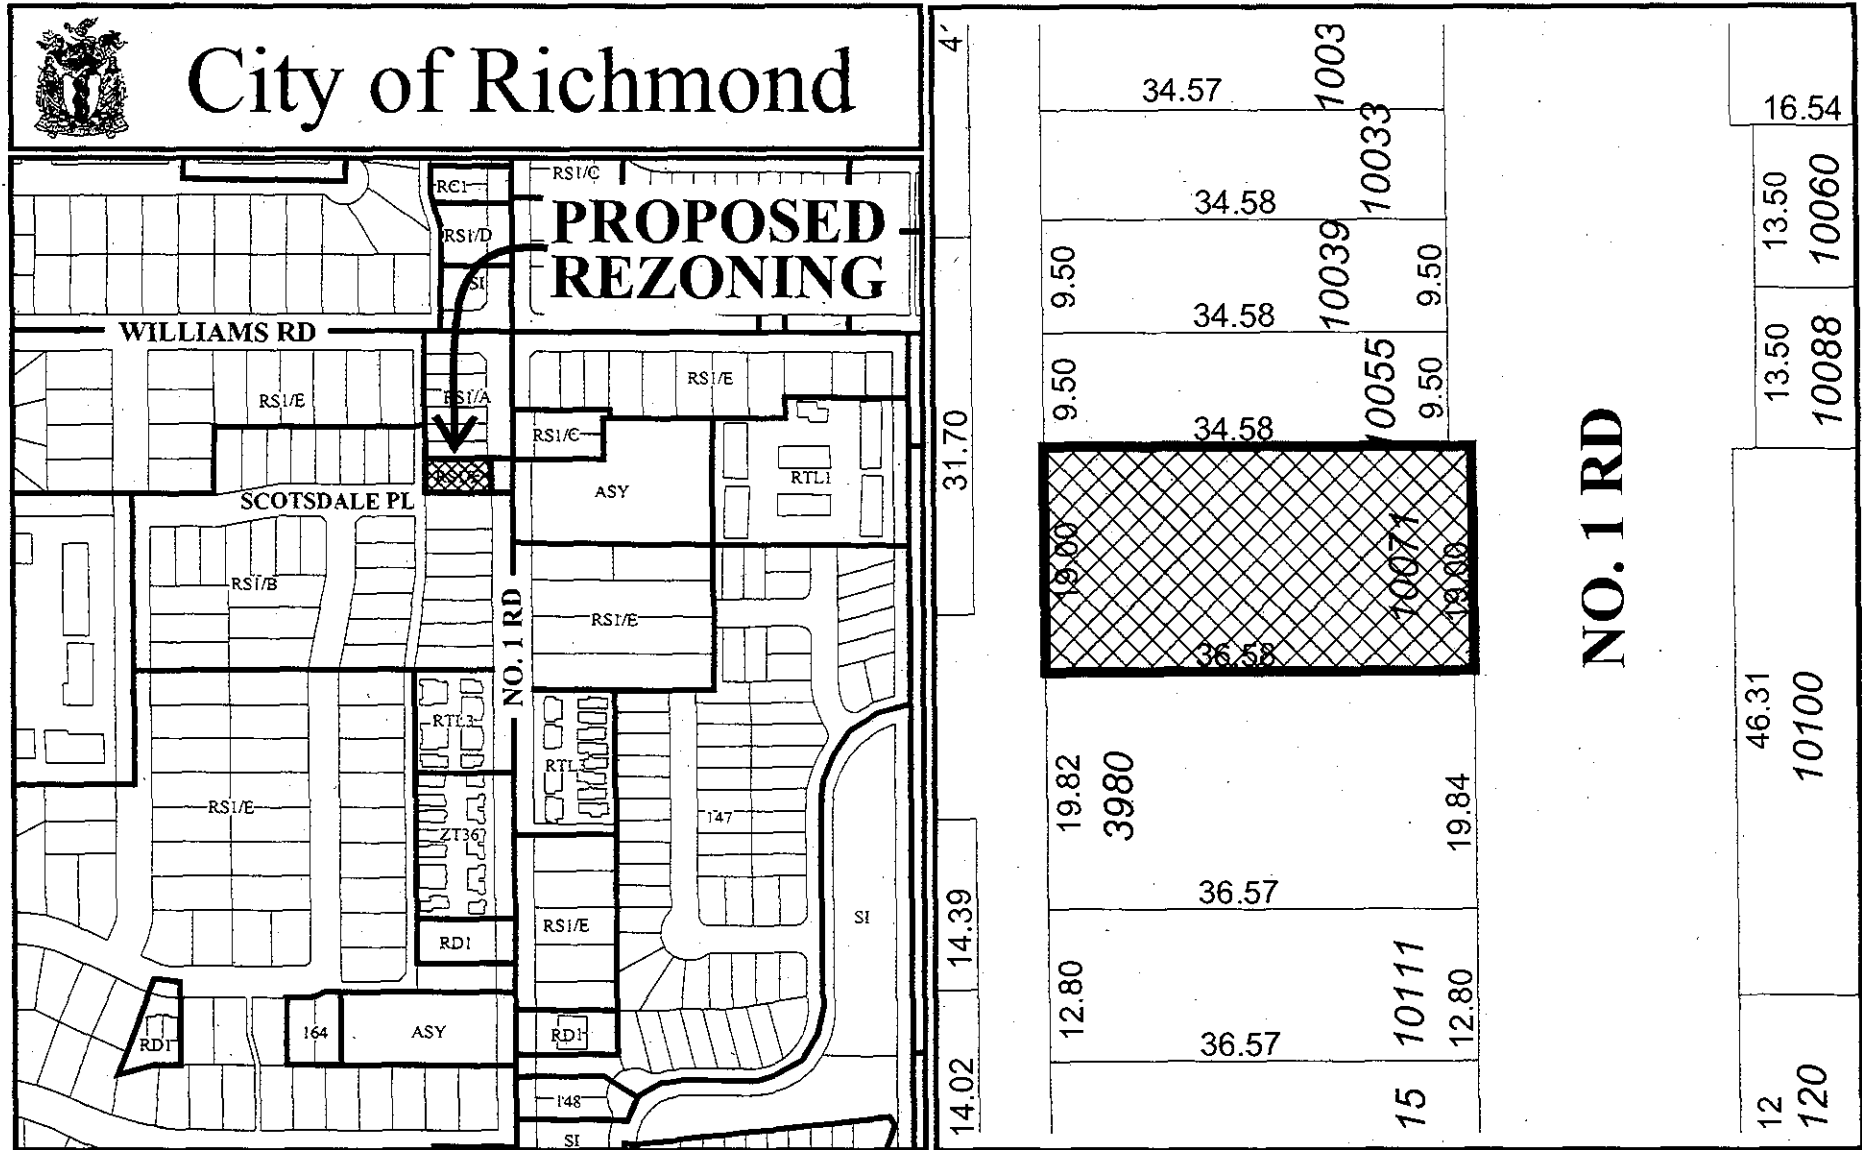 City of Richmond
RC1
RS1/C
PROPOSED
REZONING
RS1/D
SI
WILLIAMS RD
RS1/E
RS1/A
RS1/E
RS1/C
ASY
RTL1
SCOTSDALE PL
RS1/B
RS1/E
NO. 1 RD
RTL3
RTL
RS1/E
ZT36
147
RS1/E
SI
RD1
RD1
164
ASY
RD1
148
SI
4
34.57
1003
16.54
10033
34.58
13.50
10060
9.50
10039
9.50
34.58
13.50
10088
9.50
10055
9.50
34.58
31.70
19.00
10071
19.00
36.58
NO. 1 RD
46.31
10100
19.82
3980
19.84
36.57
14.39
12.80
10111
12.80
36.57
14.02
15
12
120